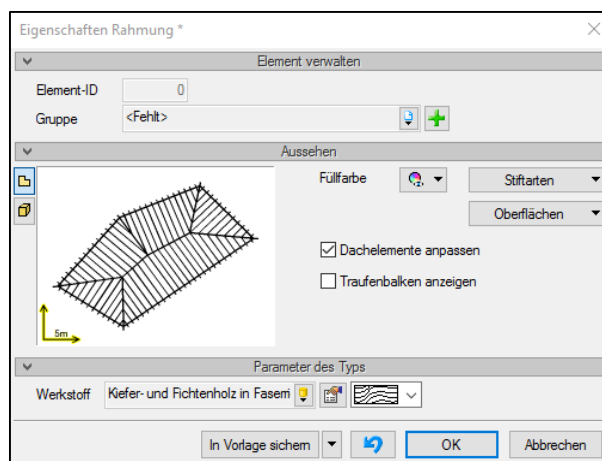 Eigenschaften Rahmung *
Element verwalten
Element-ID 0
Gruppe <Fehlt>
Aussehen
Füllfarbe Stiftarten
Oberflächen
Dachelemente anpassen
Traufenbalken anzeigen
5m
Parameter des Typs
Werkstoff Kiefer- und Fichtenholz in
In Vorlage sichern OK Abbrechen